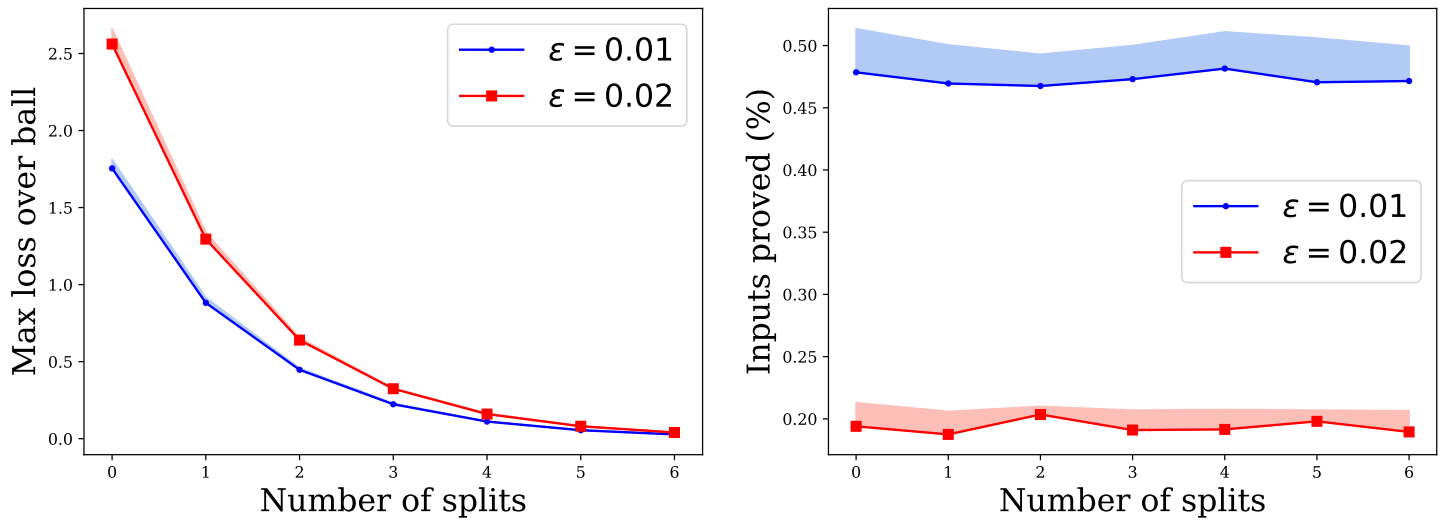 Max loss over ball
2.5
2.0
1.5
1.0
0.5
0.0
ε = 0.01
ε = 0.02
0 1 2 3 4 5 6
Number of splits
Inputs proved (%)
0.50
0.45
0.40
0.35
0.30
0.25
0.20
ε = 0.01
ε = 0.02
0 1 2 3 4 5 6
Number of splits